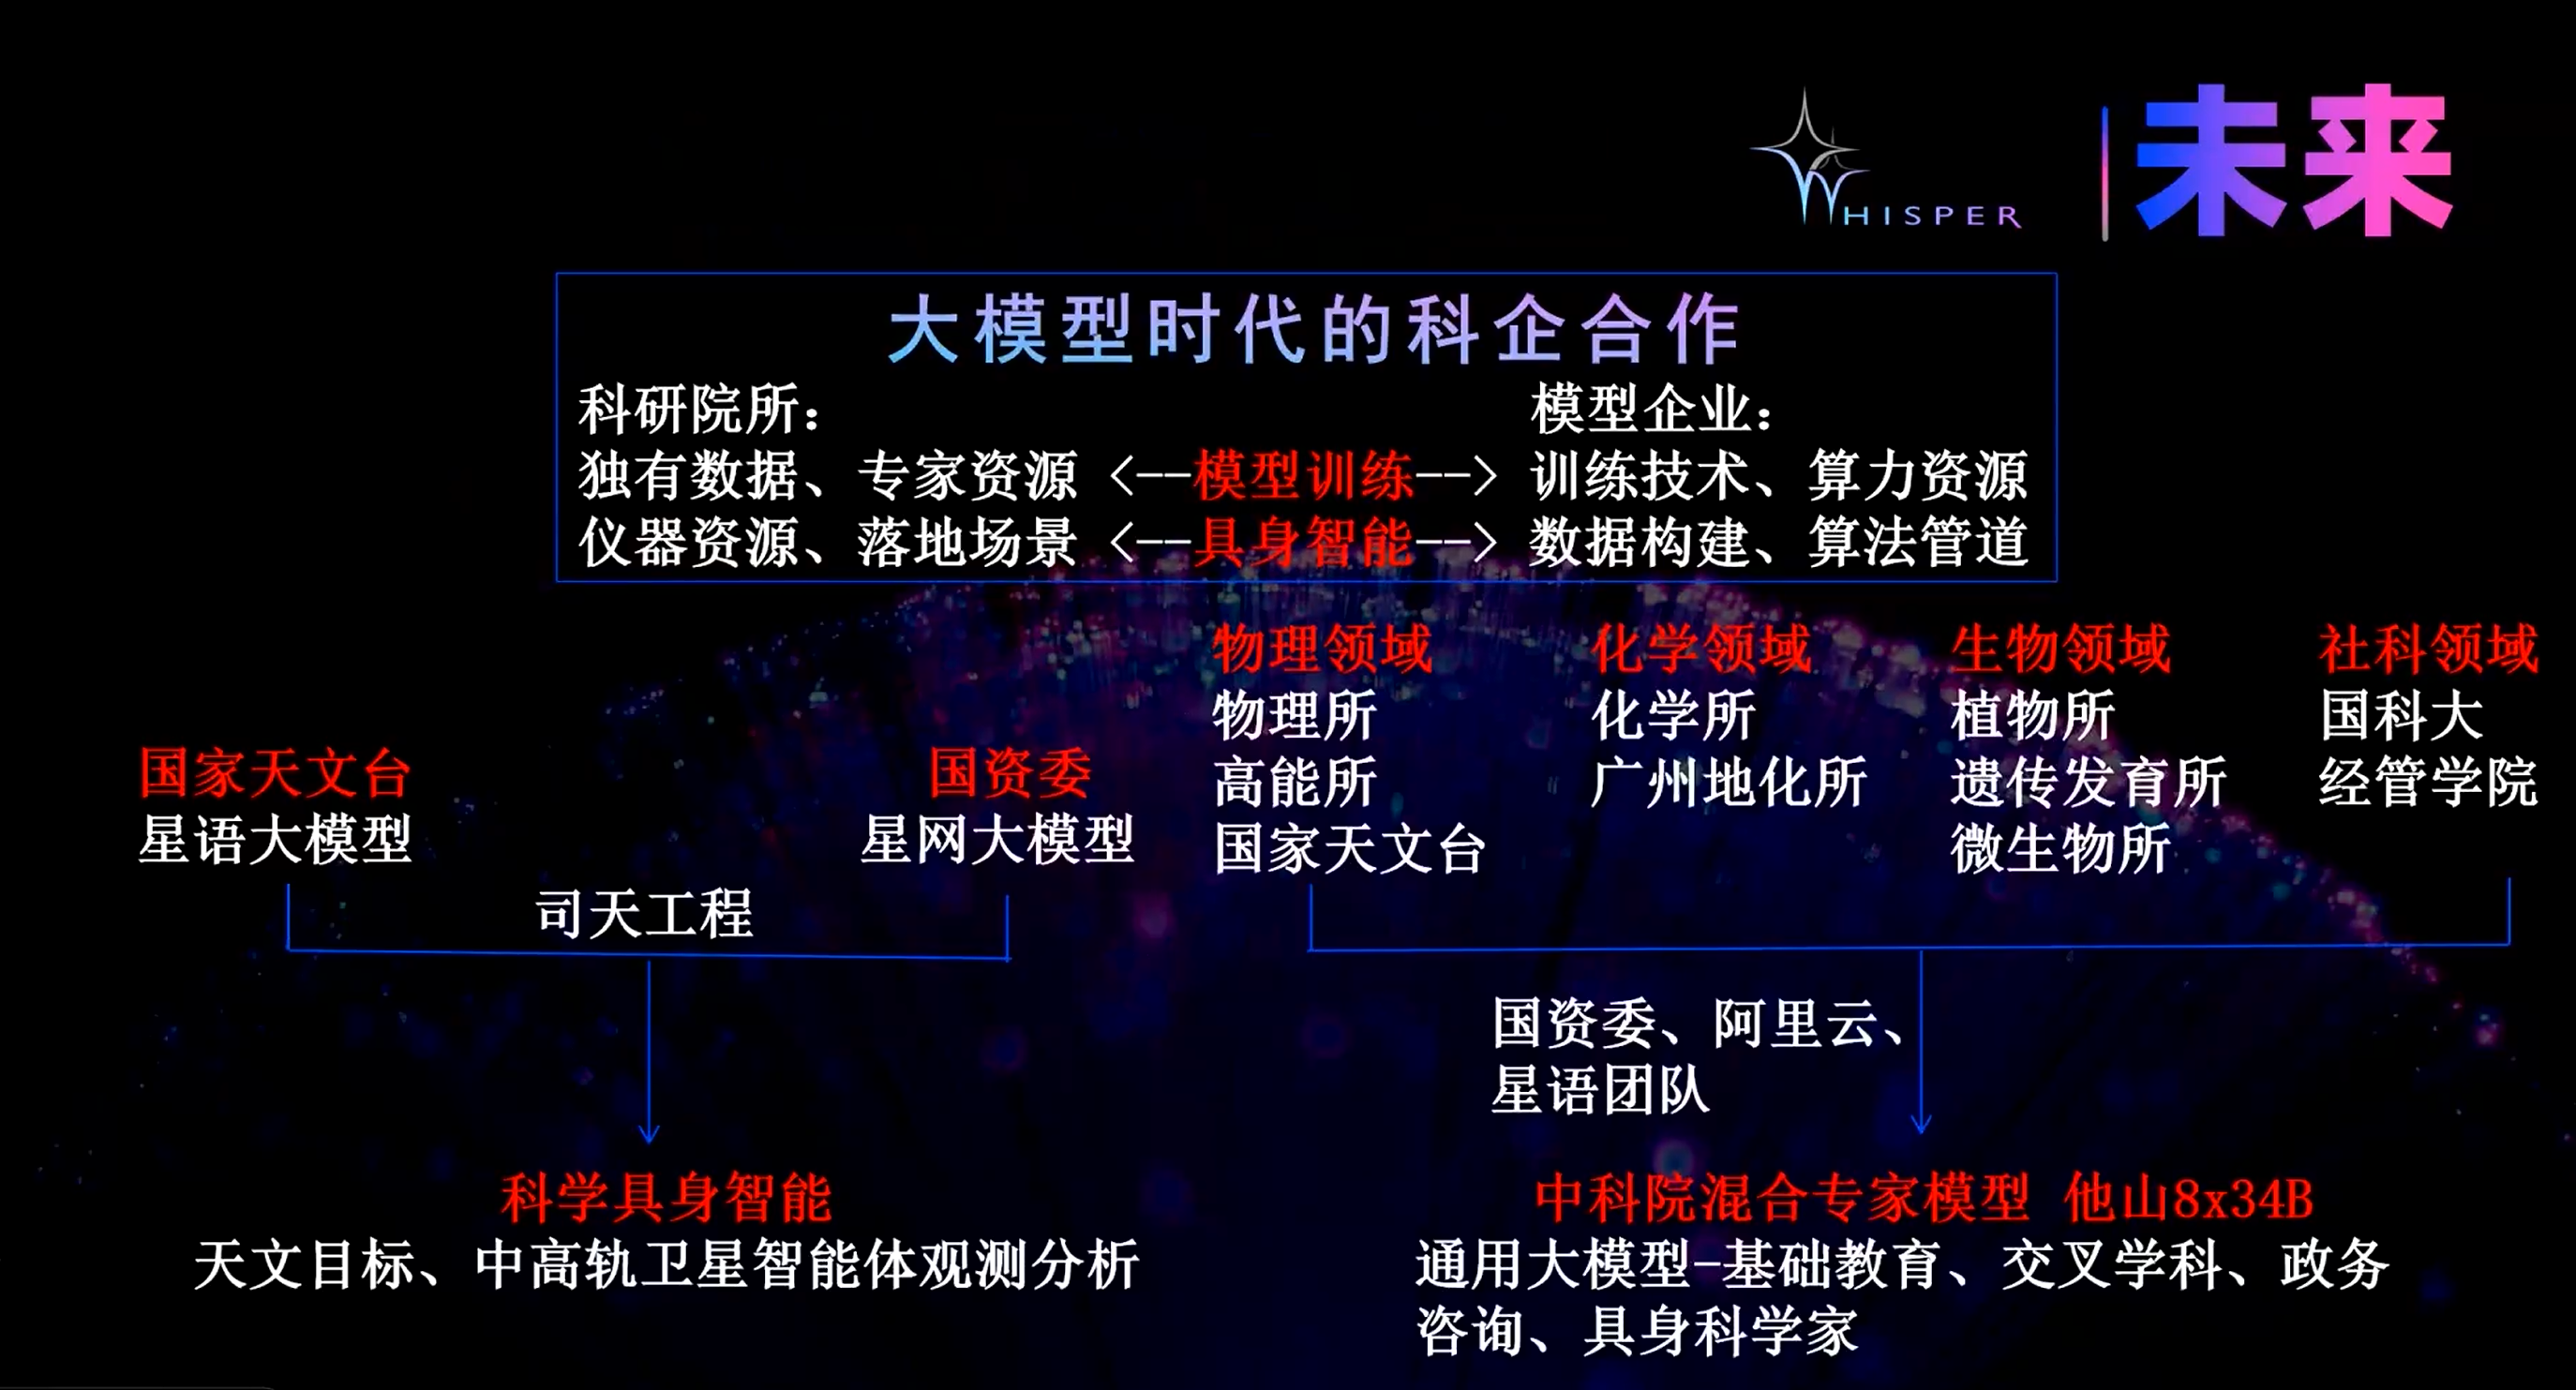 WHISPER
未来
大模型时代的科企合作
科研院所： 模型企业：
独有数据、专家资源 <--模型训练--> 训练技术、算力资源
仪器资源、落地场景 <--具身智能--> 数据构建、算法管道
国家天文台
星语大模型
国资委
星网大模型
司天工程
科学具身智能
天文目标、中高轨卫星智能体观测分析
物理领域
物理所
高能所
国家天文台
化学领域
化学所
广州地化所
生物领域
植物所
遗传发育所
微生物所
社科领域
国科大
经管学院
国资委、阿里云、
星语团队
中科院混合专家模型 他山8x34B
通用大模型-基础教育、交叉学科、政务
咨询、具身科学家